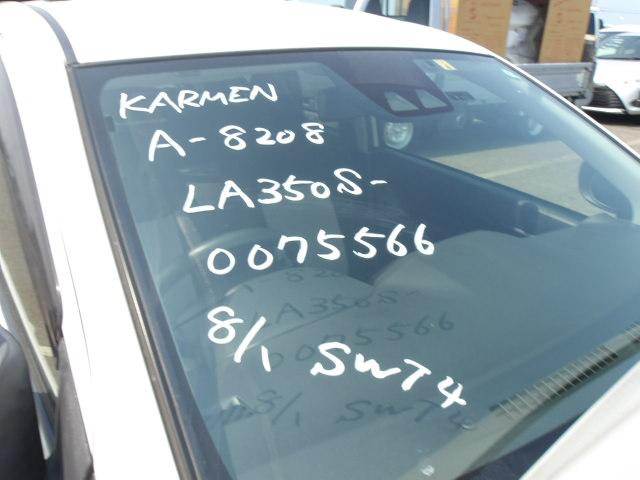 KARMEN
A-8208
LA350S-
0075566
8/1 SWT4